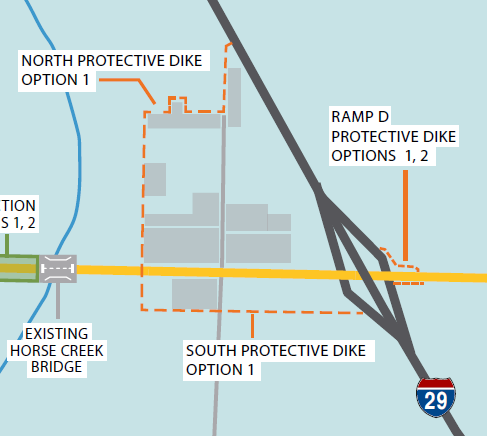 NORTH PROTECTIVE DIKE
OPTION 1
RAMP D
PROTECTIVE DIKE
OPTIONS 1, 2
TION
S 1, 2
EXISTING
HORSE CREEK
BRIDGE
SOUTH PROTECTIVE DIKE
OPTION 1
29